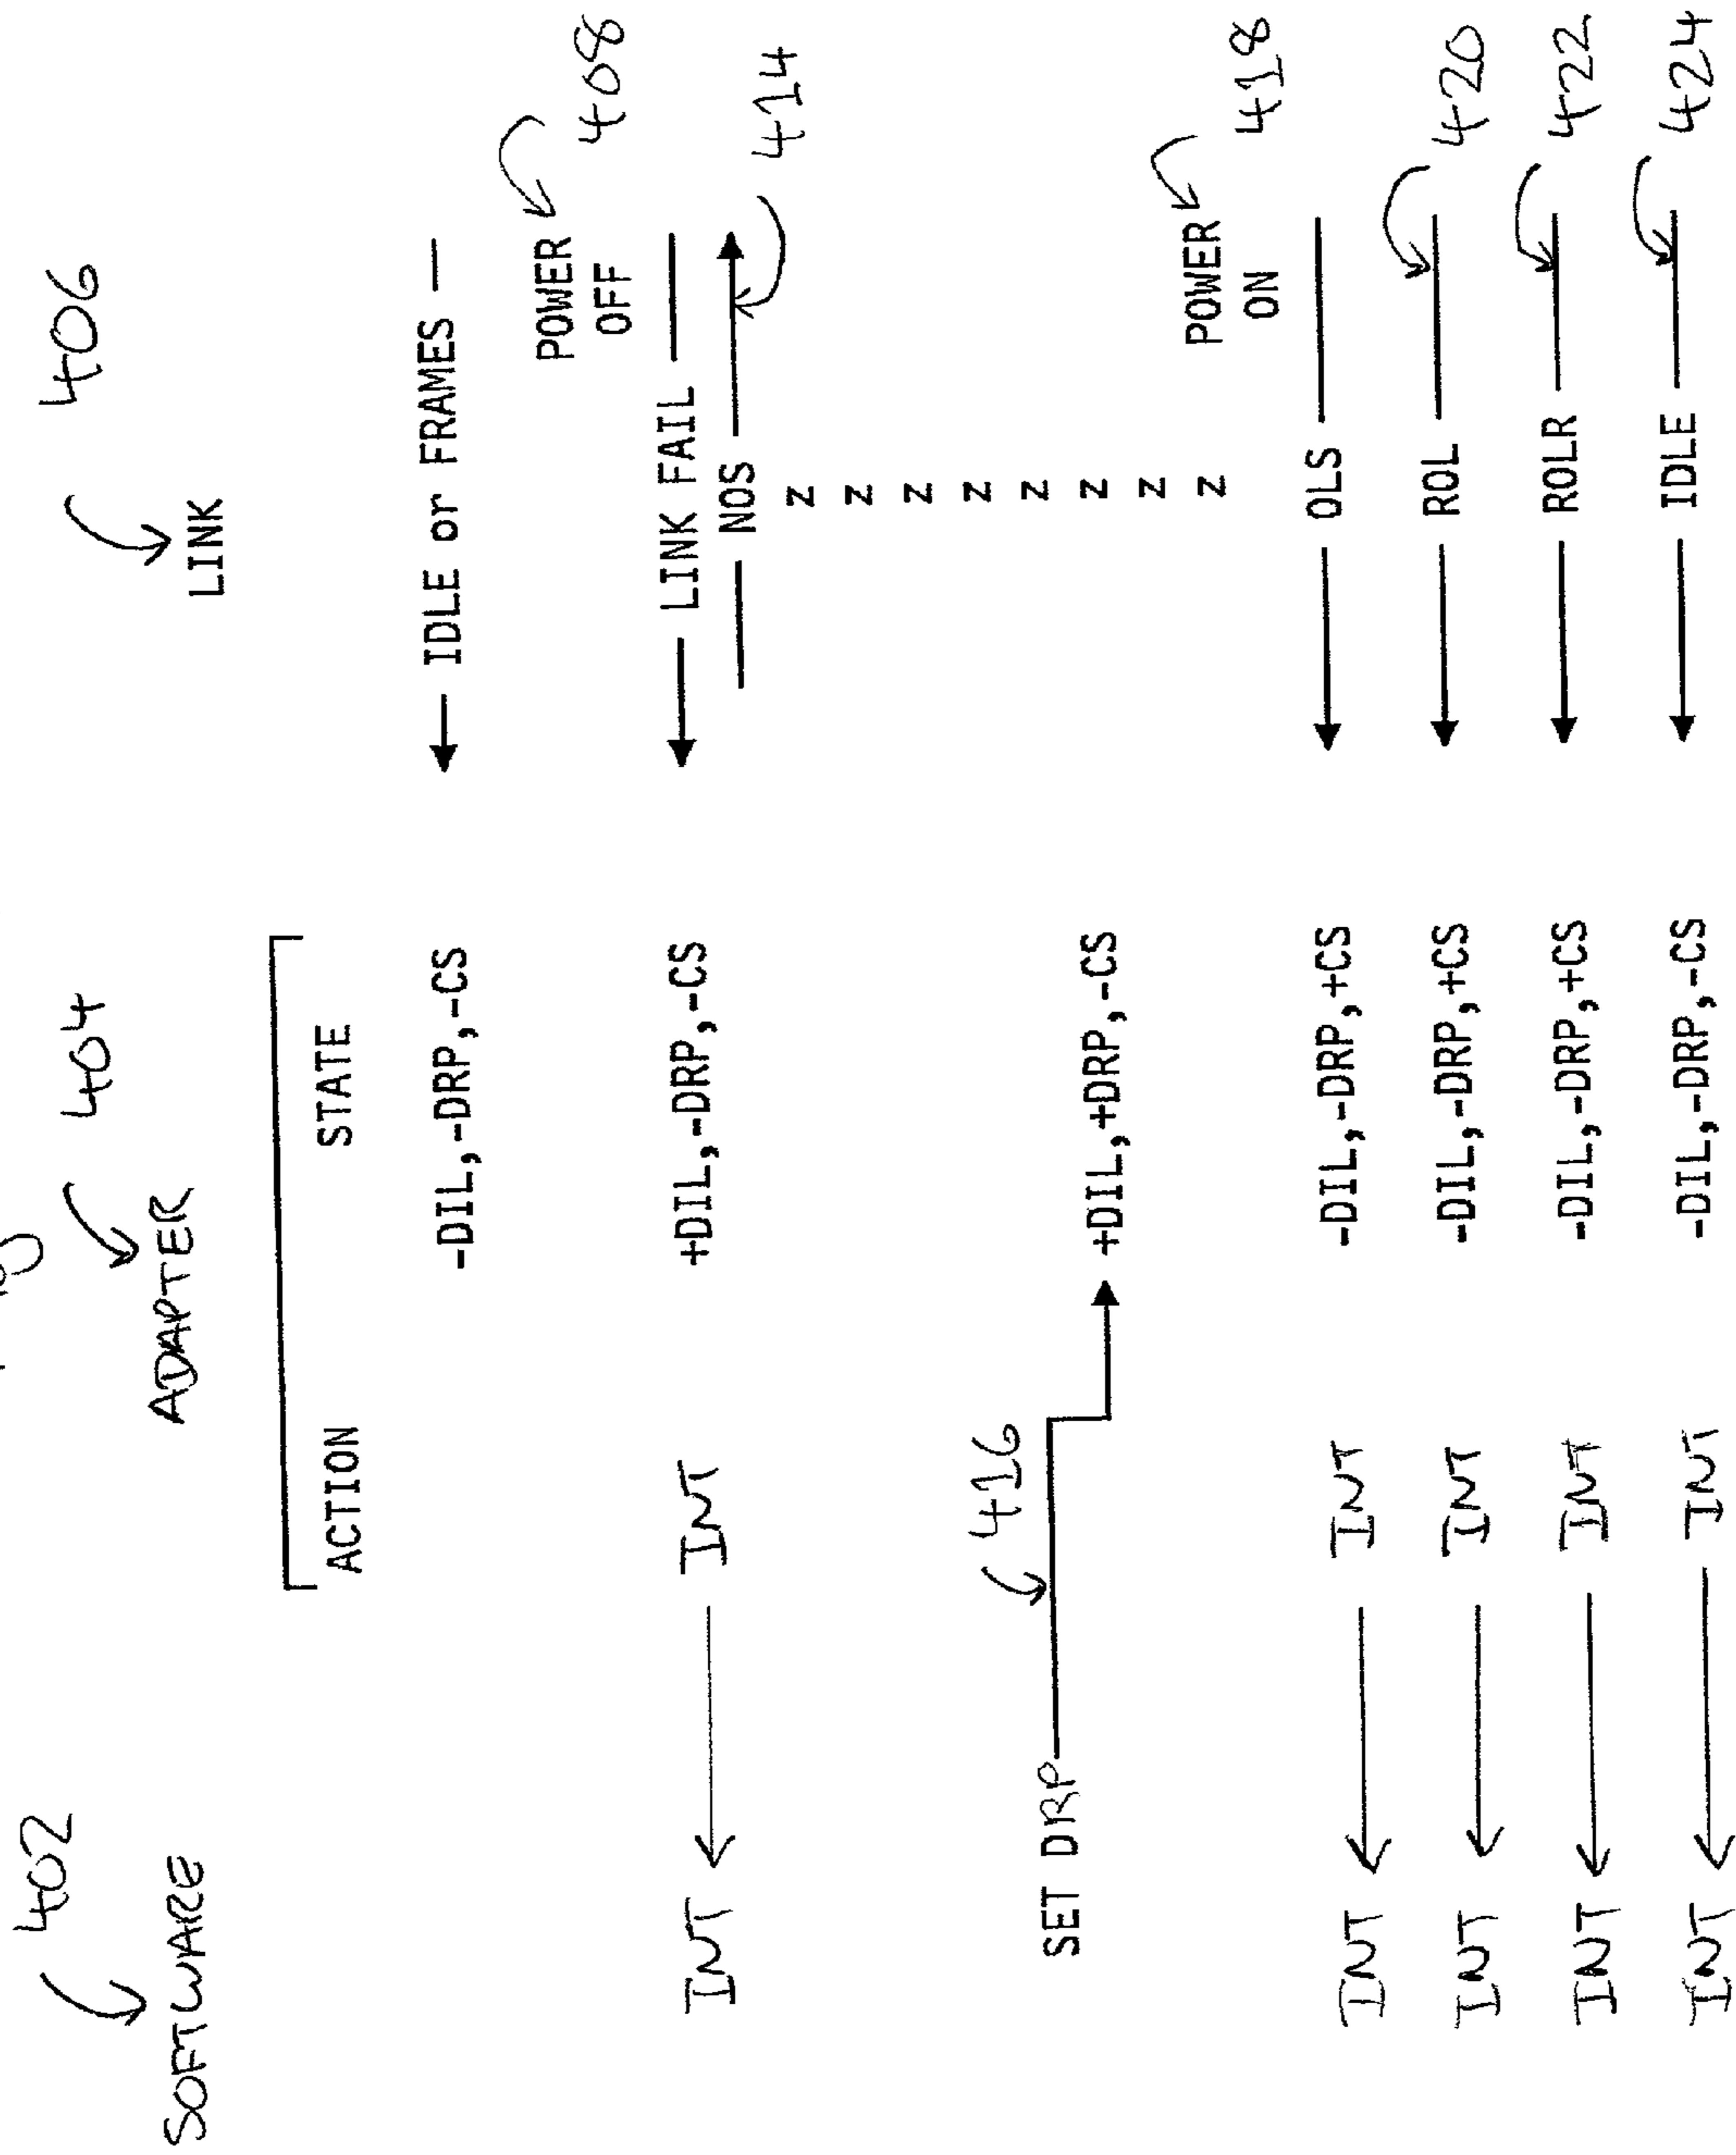 402
404
406
SOFTWARE
ADAPTER
LINK
ACTION
STATE
-DIL,-DRP,-CS
IDLE or FRAMES
POWER
OFF
408
INT
INT
+DIL,-DRP,-CS
LINK FAIL
NOS
414
Z
Z
Z
Z
Z
Z
Z
Z
416
SET DRP
+DIL,+DRP,-CS
POWER
ON
418
INT
INT
-DIL,-DRP,+CS
OLS
INT
INT
-DIL,-DRP,+CS
ROL
420
INT
INT
-DIL,-DRP,+CS
ROLR
422
INT
INT
-DIL,-DRP,-CS
IDLE
424